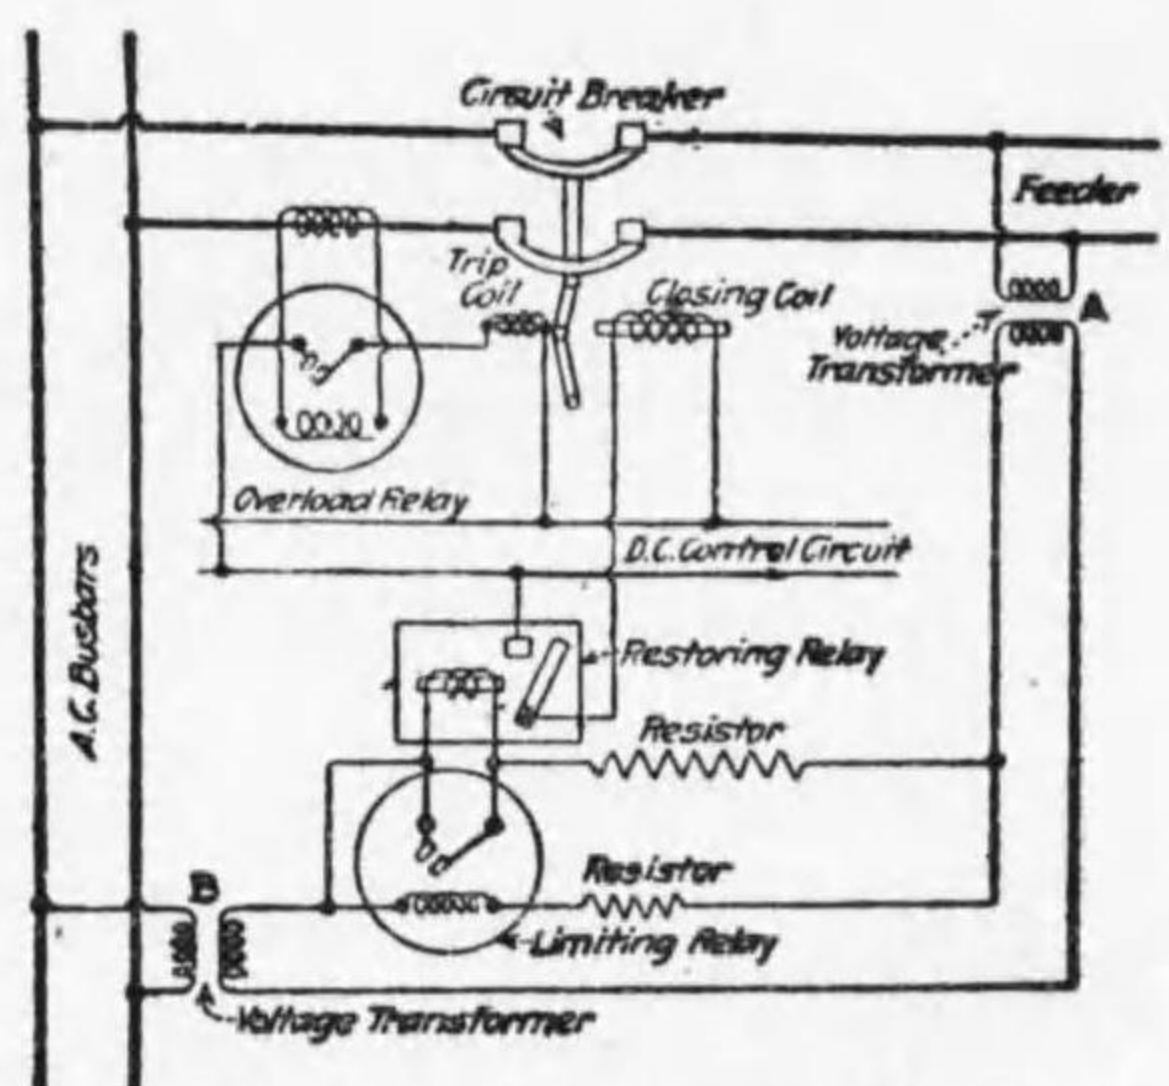 Circuit Breaker
Feeder
Trip
Coil
Closing Coil
A
Voltage
Transformer
Overload Relay
D.C. Control Circuit
A.C. Busbars
Restoring Relay
Resistor
Resistor
B
Limiting Relay
Voltage Transformer